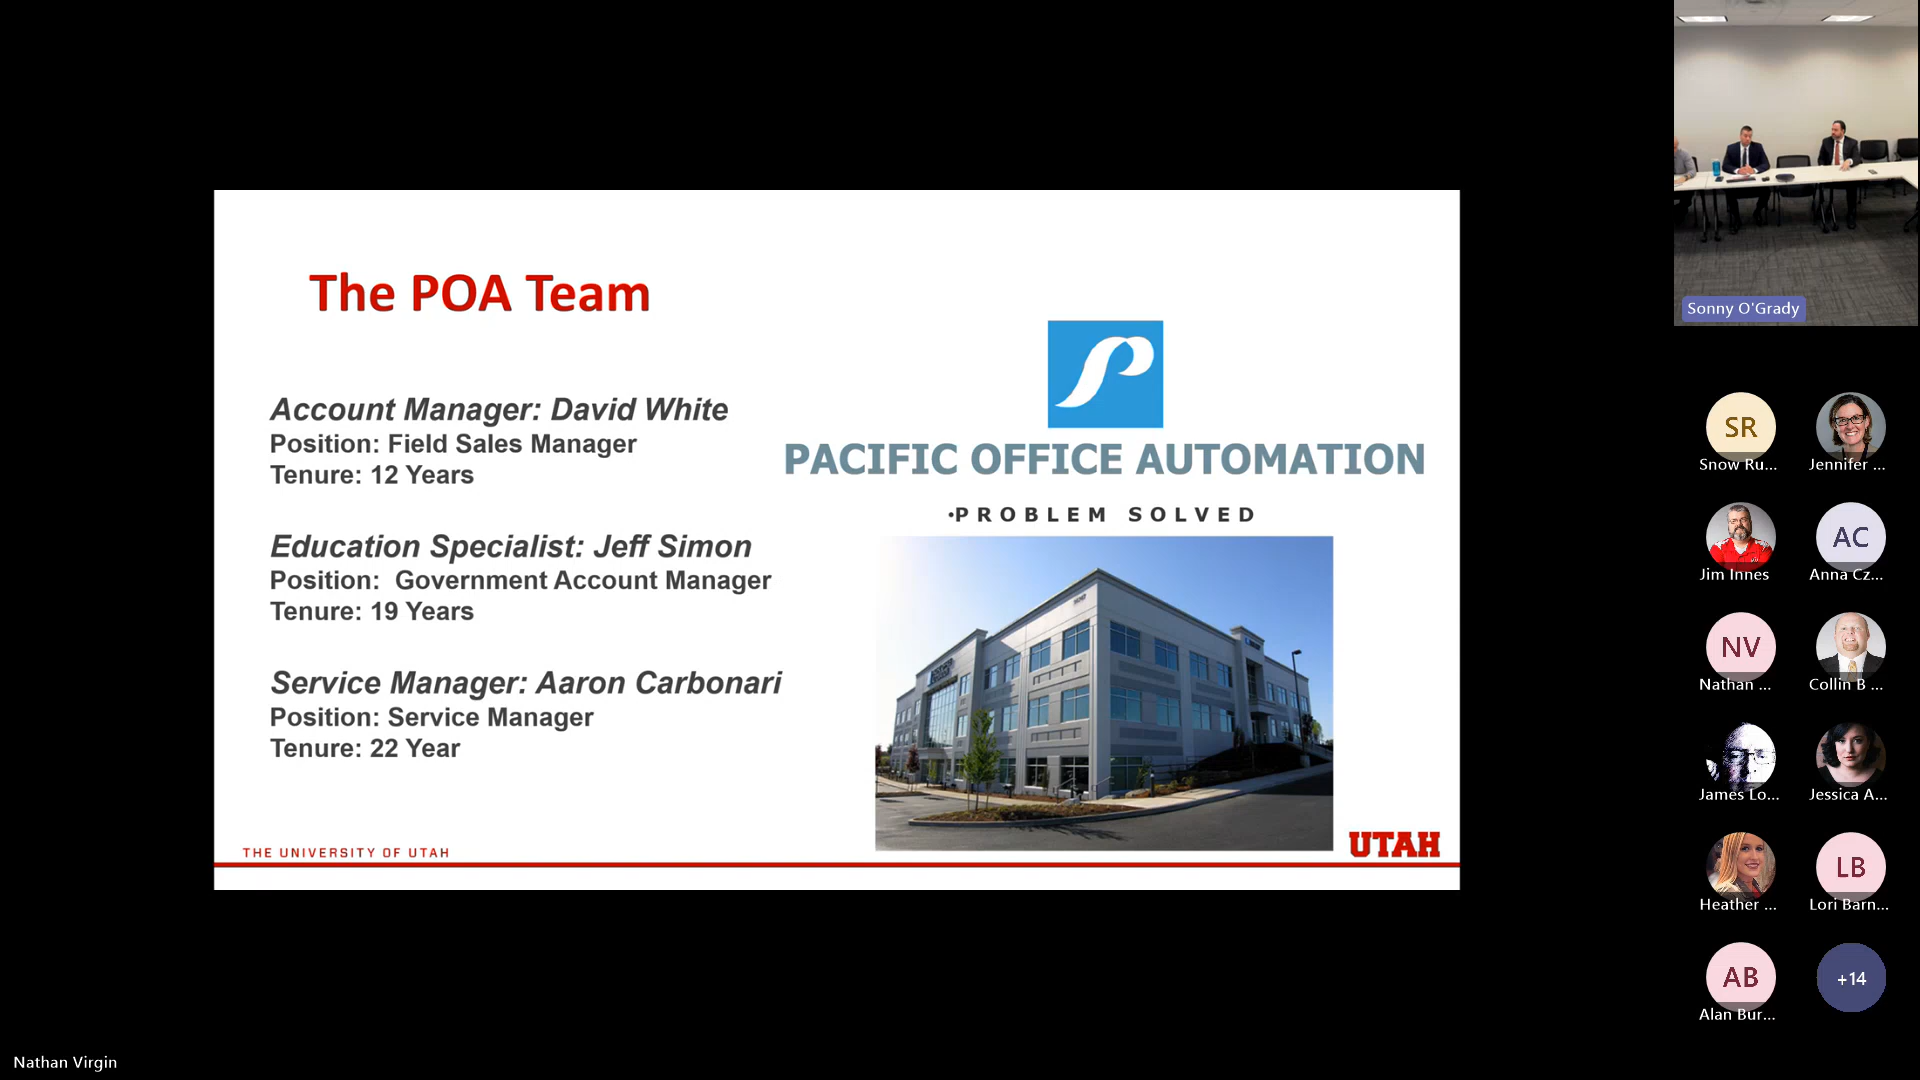 The POA Team
Account Manager: David White
Position: Field Sales Manager
Tenure: 12 Years
Education Specialist: Jeff Simon
Position: Government Account Manager
Tenure: 19 Years
Service Manager: Aaron Carbonari
Position: Service Manager
Tenure: 22 Year
PACIFIC OFFICE AUTOMATION
•PROBLEM SOLVED
THE UNIVERSITY OF UTAH
UTAH
Sonny O'Grady
SR
Snow Ru...
Jennifer ...
Jim Innes
AC
Anna Cz...
NV
Nathan ...
Collin B ...
James Lo...
Jessica A...
Heather ...
LB
Lori Barn...
AB
Alan Bur...
+14
Nathan Virgin